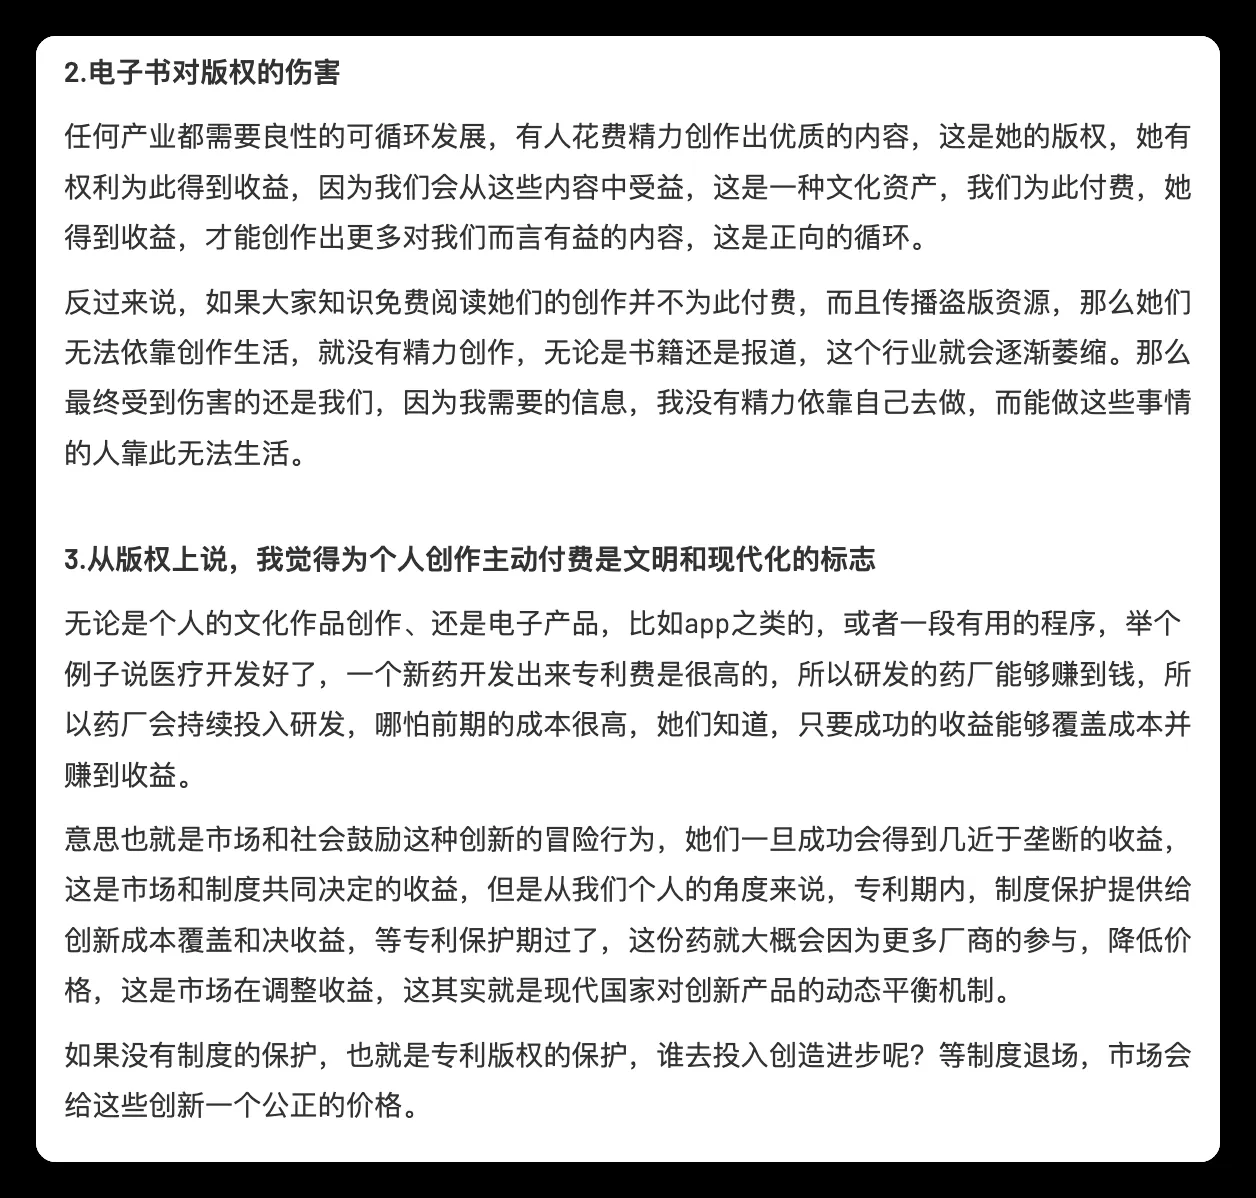 2.电子书对版权的伤害
任何产业都需要良性的可循环发展，有人花费精力创作出优质的内容，这是她的版权，她有
权利为此得到收益，因为我们会从这些内容中受益，这是一种文化资产，我们为此付费，她
得到收益，才能创作出更多对我们而言有益的内容，这是正向的循环。
反过来说，如果大家知识免费阅读她们的创作并不为此付费，而且传播盗版资源，那么她们
无法依靠创作生活，就没有精力创作，无论是书籍还是报道，这个行业就会逐渐萎缩。那么
最终受到伤害的还是我们，因为我需要的信息，我没有精力依靠自己去做，而能做这些事情
的人靠此无法生活。
3.从版权上说，我觉得为个人创作主动付费是文明和现代化的标志
无论是个人的文化作品创作、还是电子产品，比如app之类的，或者一段有用的程序，举个
例子说医疗开发好了，一个新药开发出来专利费是很高的，所以研发的药厂能够赚到钱，所
以药厂会持续投入研发，哪怕前期的成本很高，她们知道，只要成功的收益能够覆盖成本并
赚到收益。
意思也就是市场和社会鼓励这种创新的冒险行为，她们一旦成功会得到几近于垄断的收益，
这是市场和制度共同决定的收益，但是从我们个人的角度来说，专利期内，制度保护提供给
创新成本覆盖和决收益，等专利保护期过了，这份药就大概会因为更多厂商的参与，降低价
格，这是市场在调整收益，这其实就是现代国家对创新产品的动态平衡机制。
如果没有制度的保护，也就是专利版权的保护，谁去投入创造进步呢？等制度退场，市场会
给这些创新一个公正的价格。